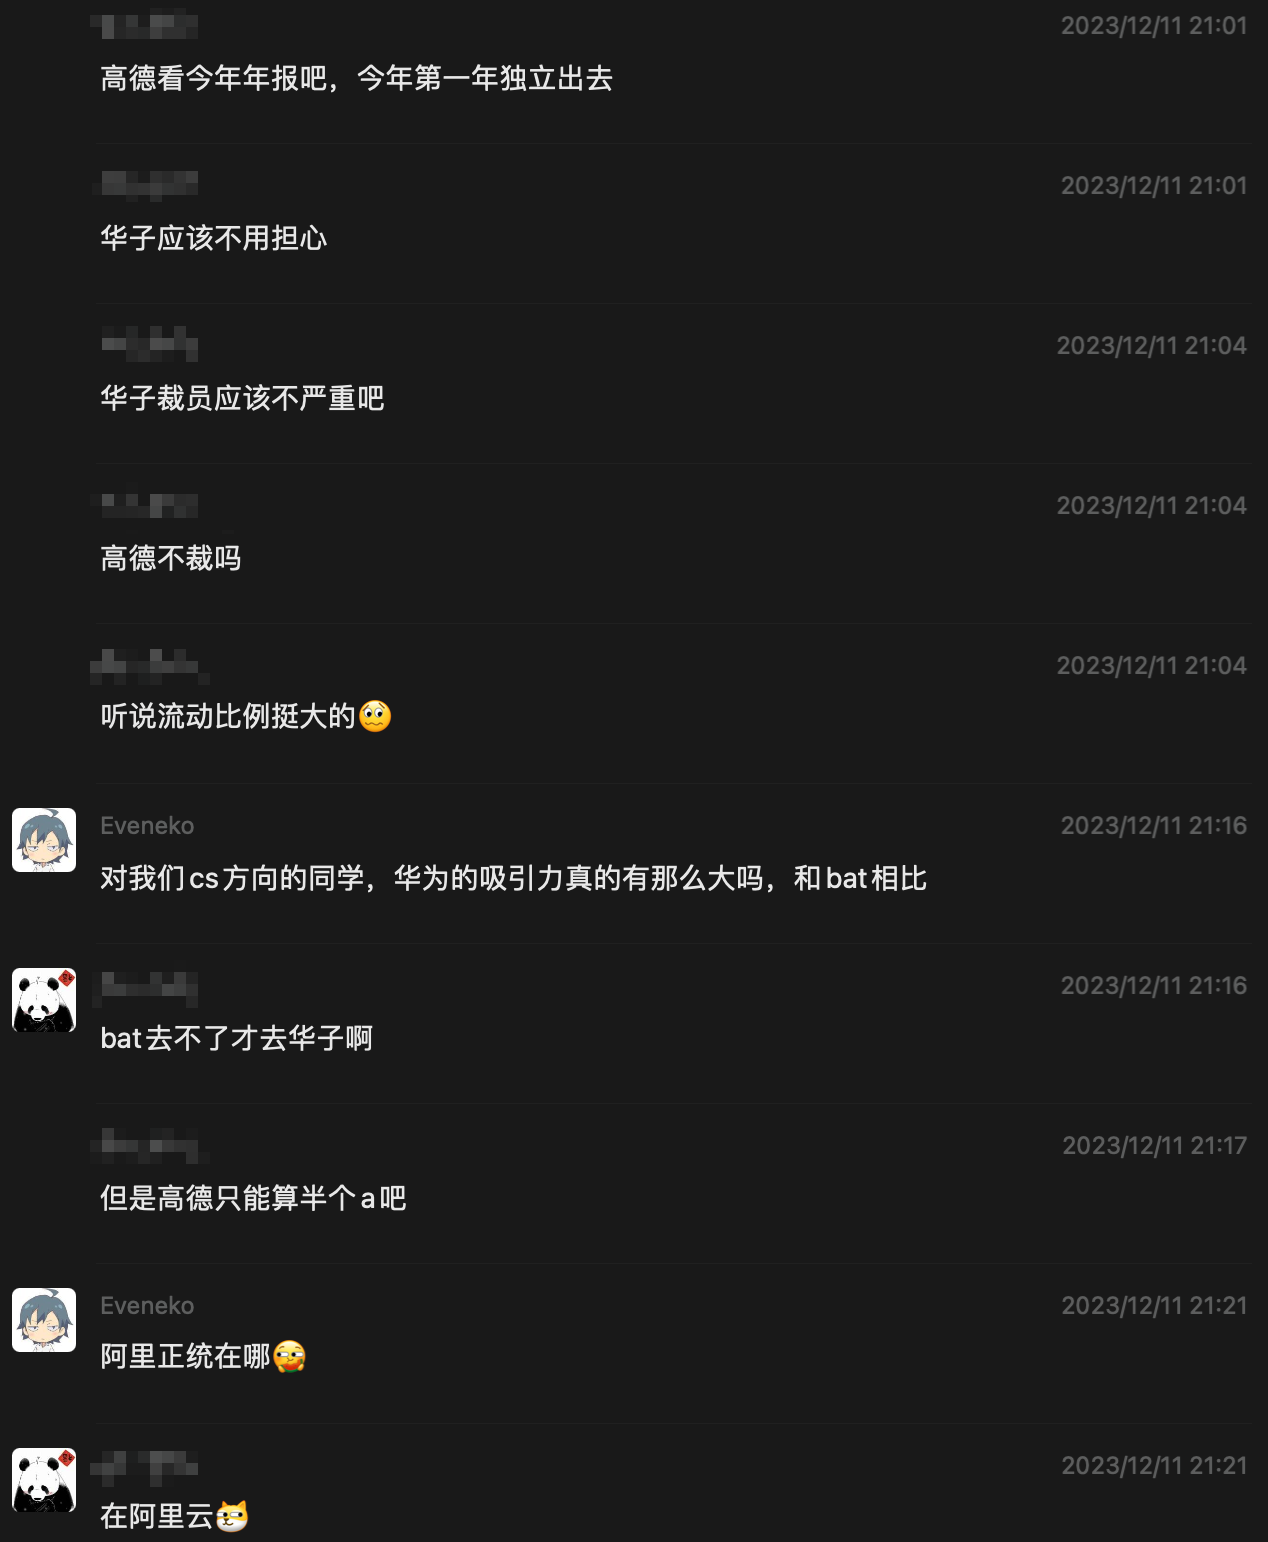 2023/12/11 21:01
高德看今年年报吧，今年第一年独立出去
2023/12/11 21:01
华子应该不用担心
2023/12/11 21:04
华子裁员应该不严重吧
2023/12/11 21:04
高德不裁吗
2023/12/11 21:04
听说流动比例挺大的🥴
Eveneko 2023/12/11 21:16
对我们cs方向的同学，华为的吸引力真的有那么大吗，和bat相比
2023/12/11 21:16
bat去不了才去华子啊
2023/12/11 21:17
但是高德只能算半个a吧
Eveneko 2023/12/11 21:21
阿里正统在哪
2023/12/11 21:21
在阿里云